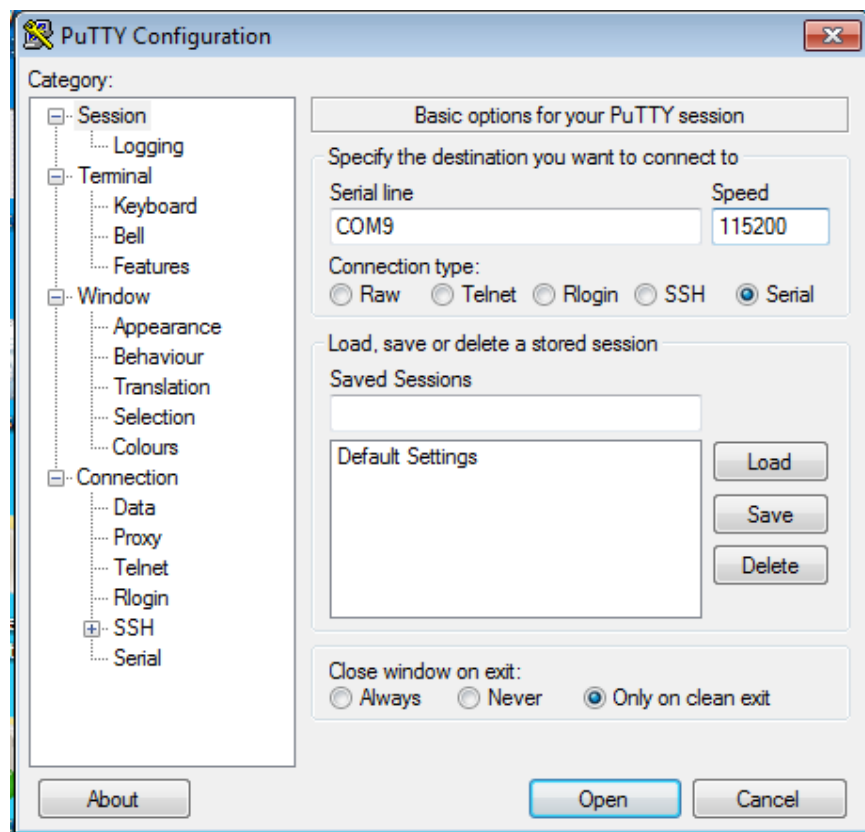 PuTTY Configuration
Category:
Session
Logging
Terminal
Keyboard
Bell
Features
Window
Appearance
Behaviour
Translation
Selection
Colours
Connection
Data
Proxy
Telnet
Rlogin
SSH
Serial
Basic options for your PuTTY session
Specify the destination you want to connect to
Serial line Speed
COM9 115200
Connection type:
Raw Telnet Rlogin SSH Serial
Load, save or delete a stored session
Saved Sessions
Default Settings
Load
Save
Delete
Close window on exit:
Always Never Only on clean exit
About Open Cancel